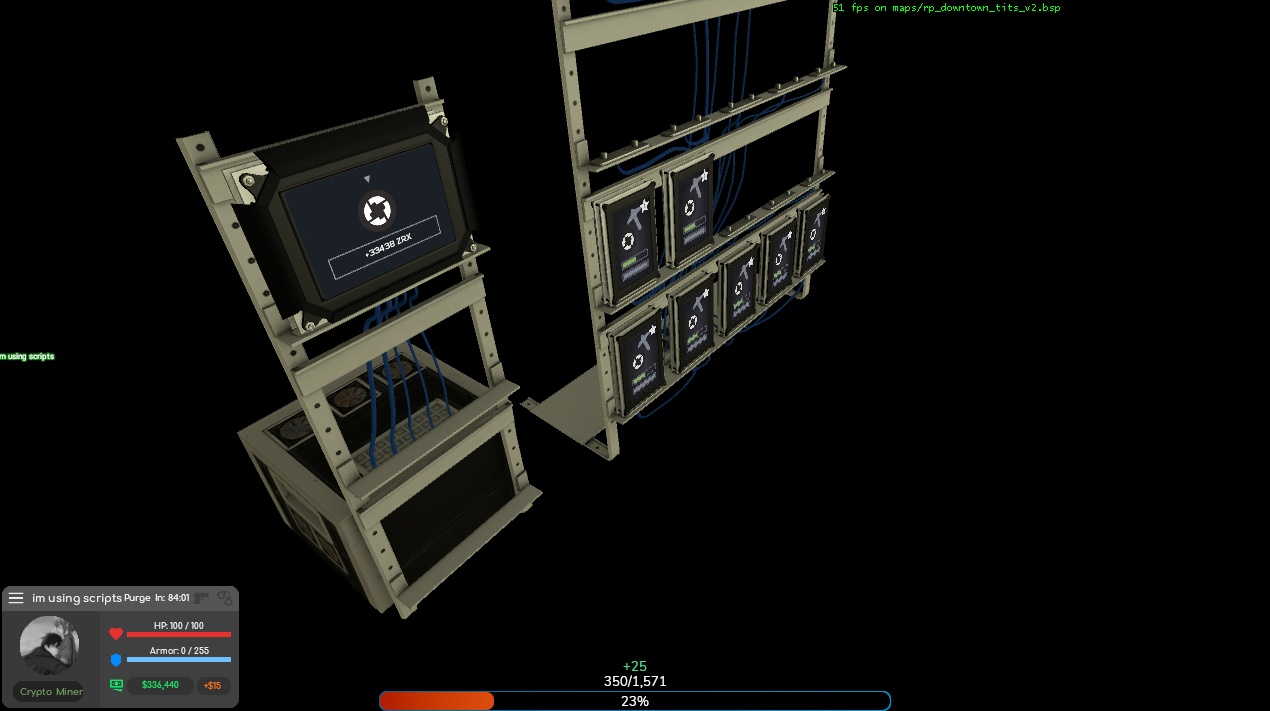 51 fps on maps/rp_downtown_tits_v2.bsp
+33438 ZRX
m using scripts
im using scripts Purge In: 84:01
HP: 100 / 100
Armor: 0 / 255
Crypto Miner
$336,440
+$15
+25
350/1,571
23%